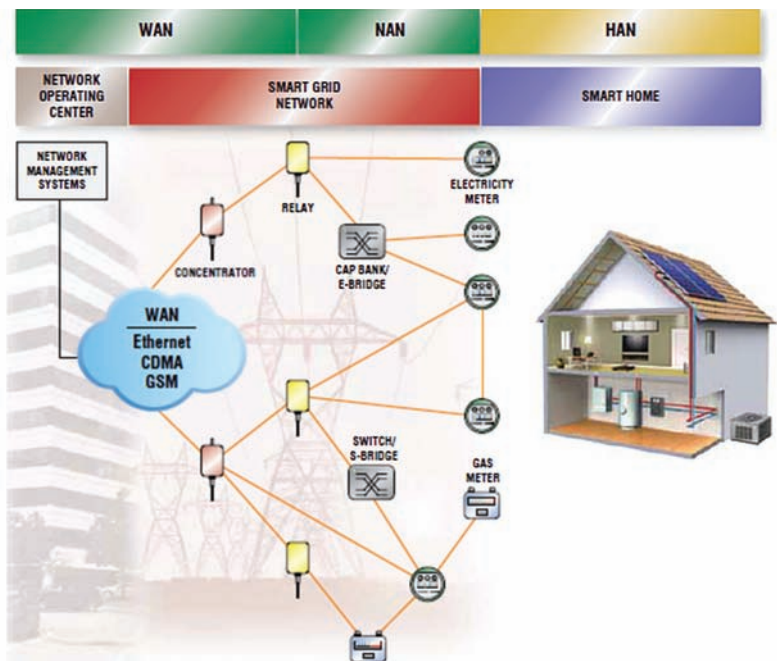 WAN
NAN
HAN
NETWORK
OPERATING
CENTER
SMART GRID
NETWORK
SMART HOME
NETWORK
MANAGEMENT
SYSTEMS
RELAY
ELECTRICITY
METER
CONCENTRATOR
CAP BANK/
E-BRIDGE
WAN
Ethernet
CDMA
GSM
SWITCH/
S-BRIDGE
GAS
METER